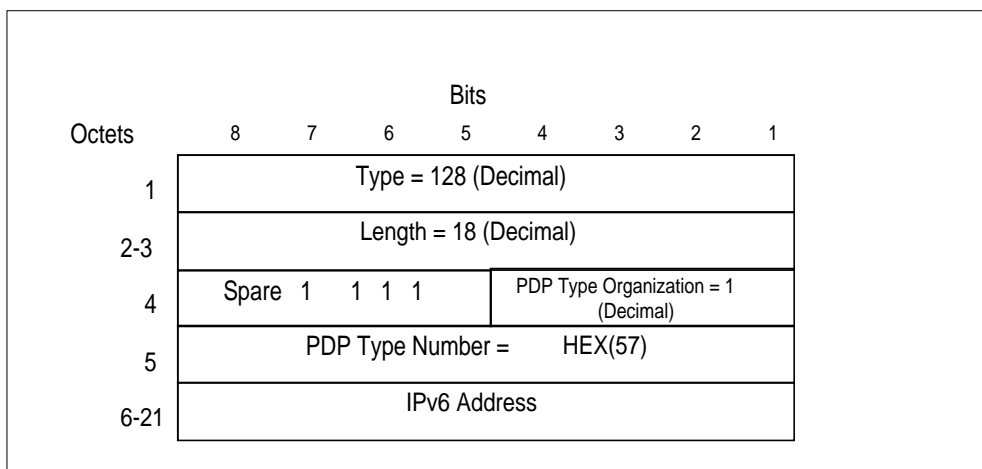 Bits
Octets 8 7 6 5 4 3 2 1
1 Type = 128 (Decimal)
2-3 Length = 18 (Decimal)
4 Spare 1 1 1 1 PDP Type Organization = 1
(Decimal)
5 PDP Type Number = HEX(57)
6-21 IPv6 Address